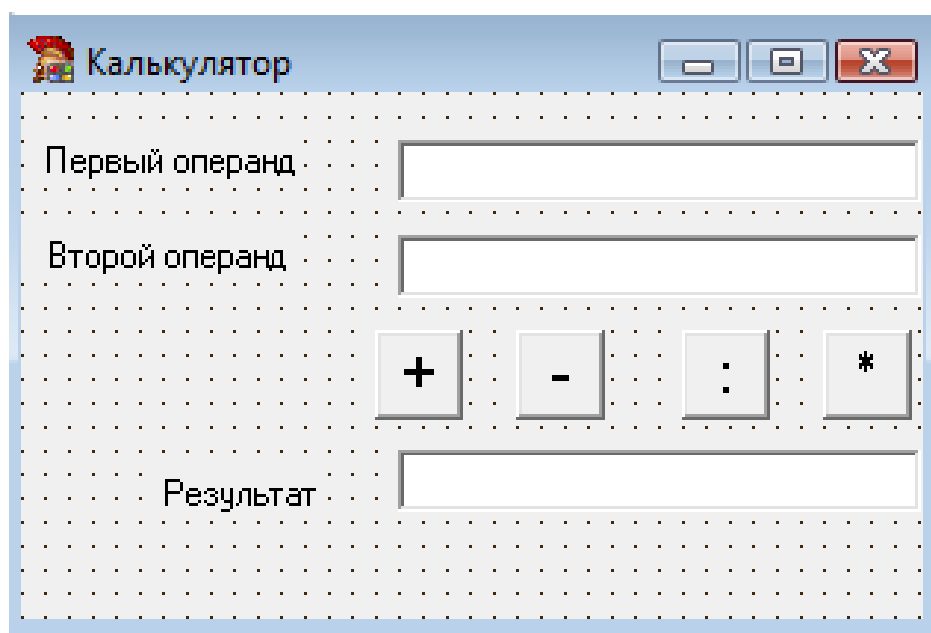 Калькулятор
Первый операнд
Второй операнд
+ - : *
Результат